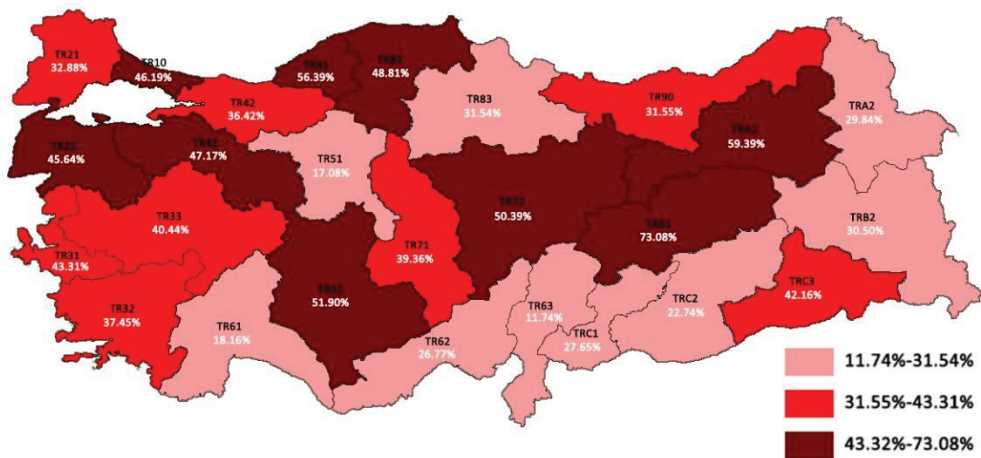 TR21
32.88%
TR10
46.19%
TR81
56.39%
TR82
48.81%
TR42
36.42%
TR83
31.54%
TR90
31.55%
TRA1
59.39%
TRA2
29.84%
TR22
45.64%
TR41
47.17%
TR51
17.08%
TR33
40.44%
TR72
50.39%
TRB1
73.08%
TRB2
30.50%
TR31
43.31%
TR71
39.36%
TR32
37.45%
TR52
51.90%
TR61
18.16%
TR62
26.77%
TR63
11.74%
TRC1
27.65%
TRC2
22.74%
TRC3
42.16%
11.74%-31.54%
31.55%-43.31%
43.32%-73.08%